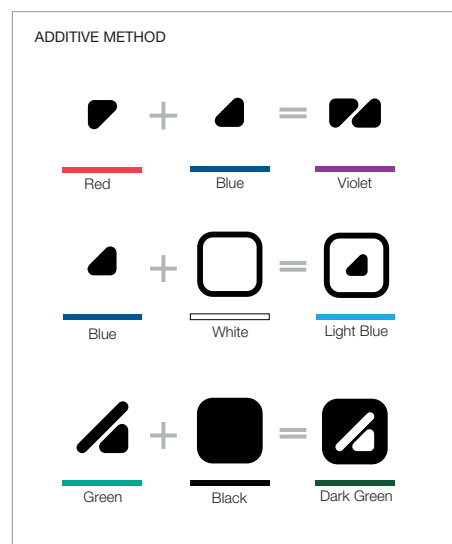 ADDITIVE METHOD
Red Blue Violet
Blue White Light Blue
Green Black Dark Green